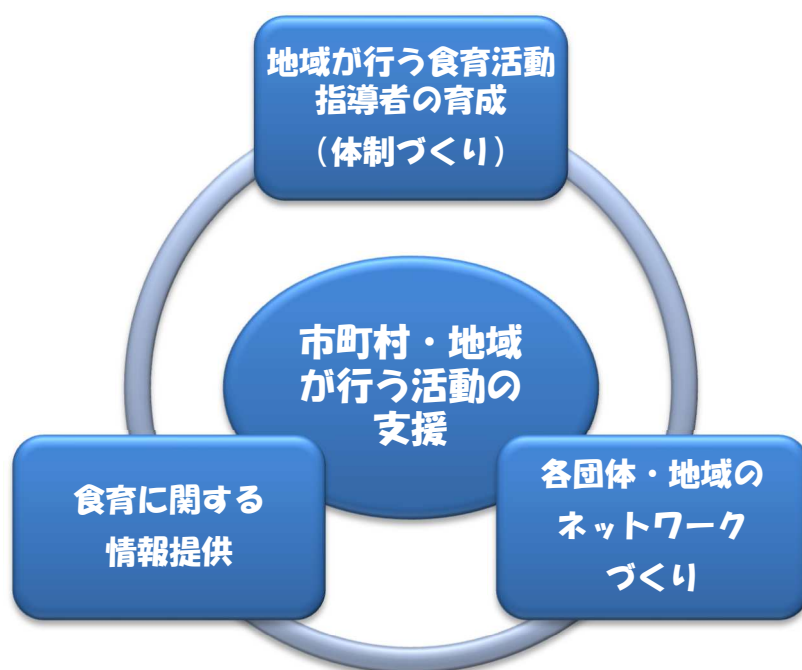 地域が行う食育活動
指導者の育成
（体制づくり）
市町村・地域
が行う活動の
支援
食育に関する
情報提供
各団体・地域の
ネットワーク
づくり